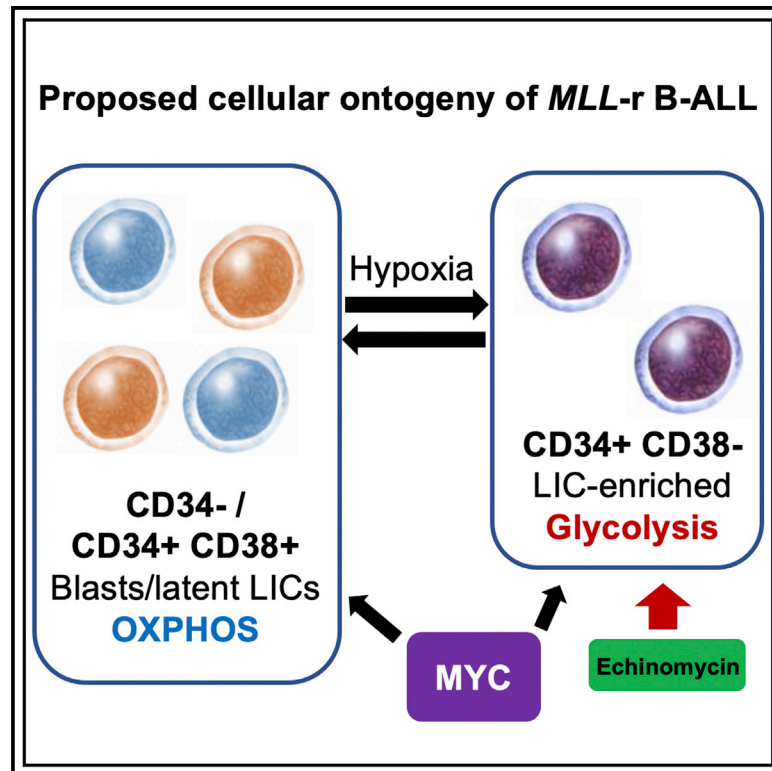 Proposed cellular ontogeny of MLL-r B-ALL
Hypoxia
CD34- /
CD34+ CD38+
Blasts/latent LICs
OXPHOS
CD34+ CD38-
LIC-enriched
Glycolysis
MYC
Echinomycin